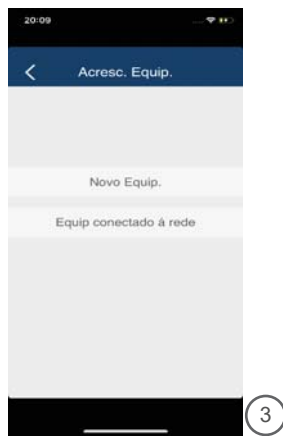 20:09
Acresc. Equip.
Novo Equip.
Equip conectado á rede
3